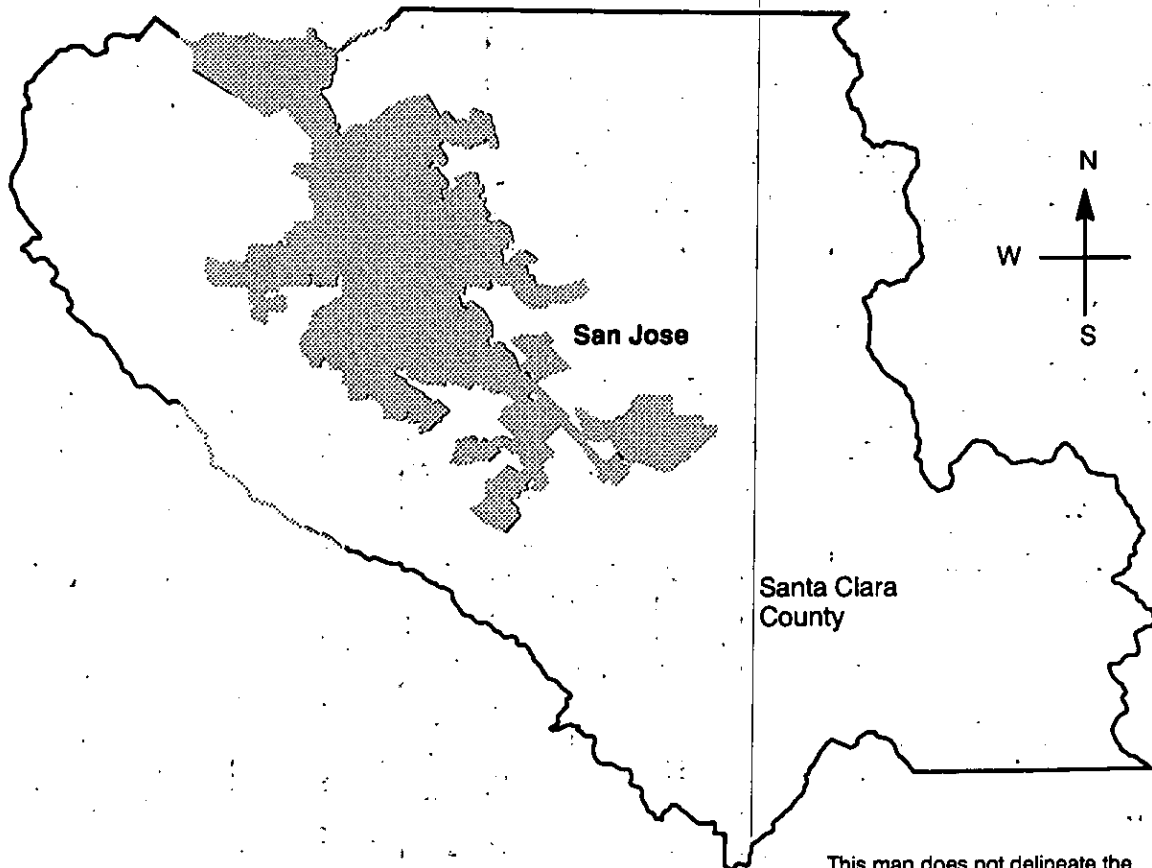 N
W
S
San Jose
Santa Clara
County
This map does not delineate the